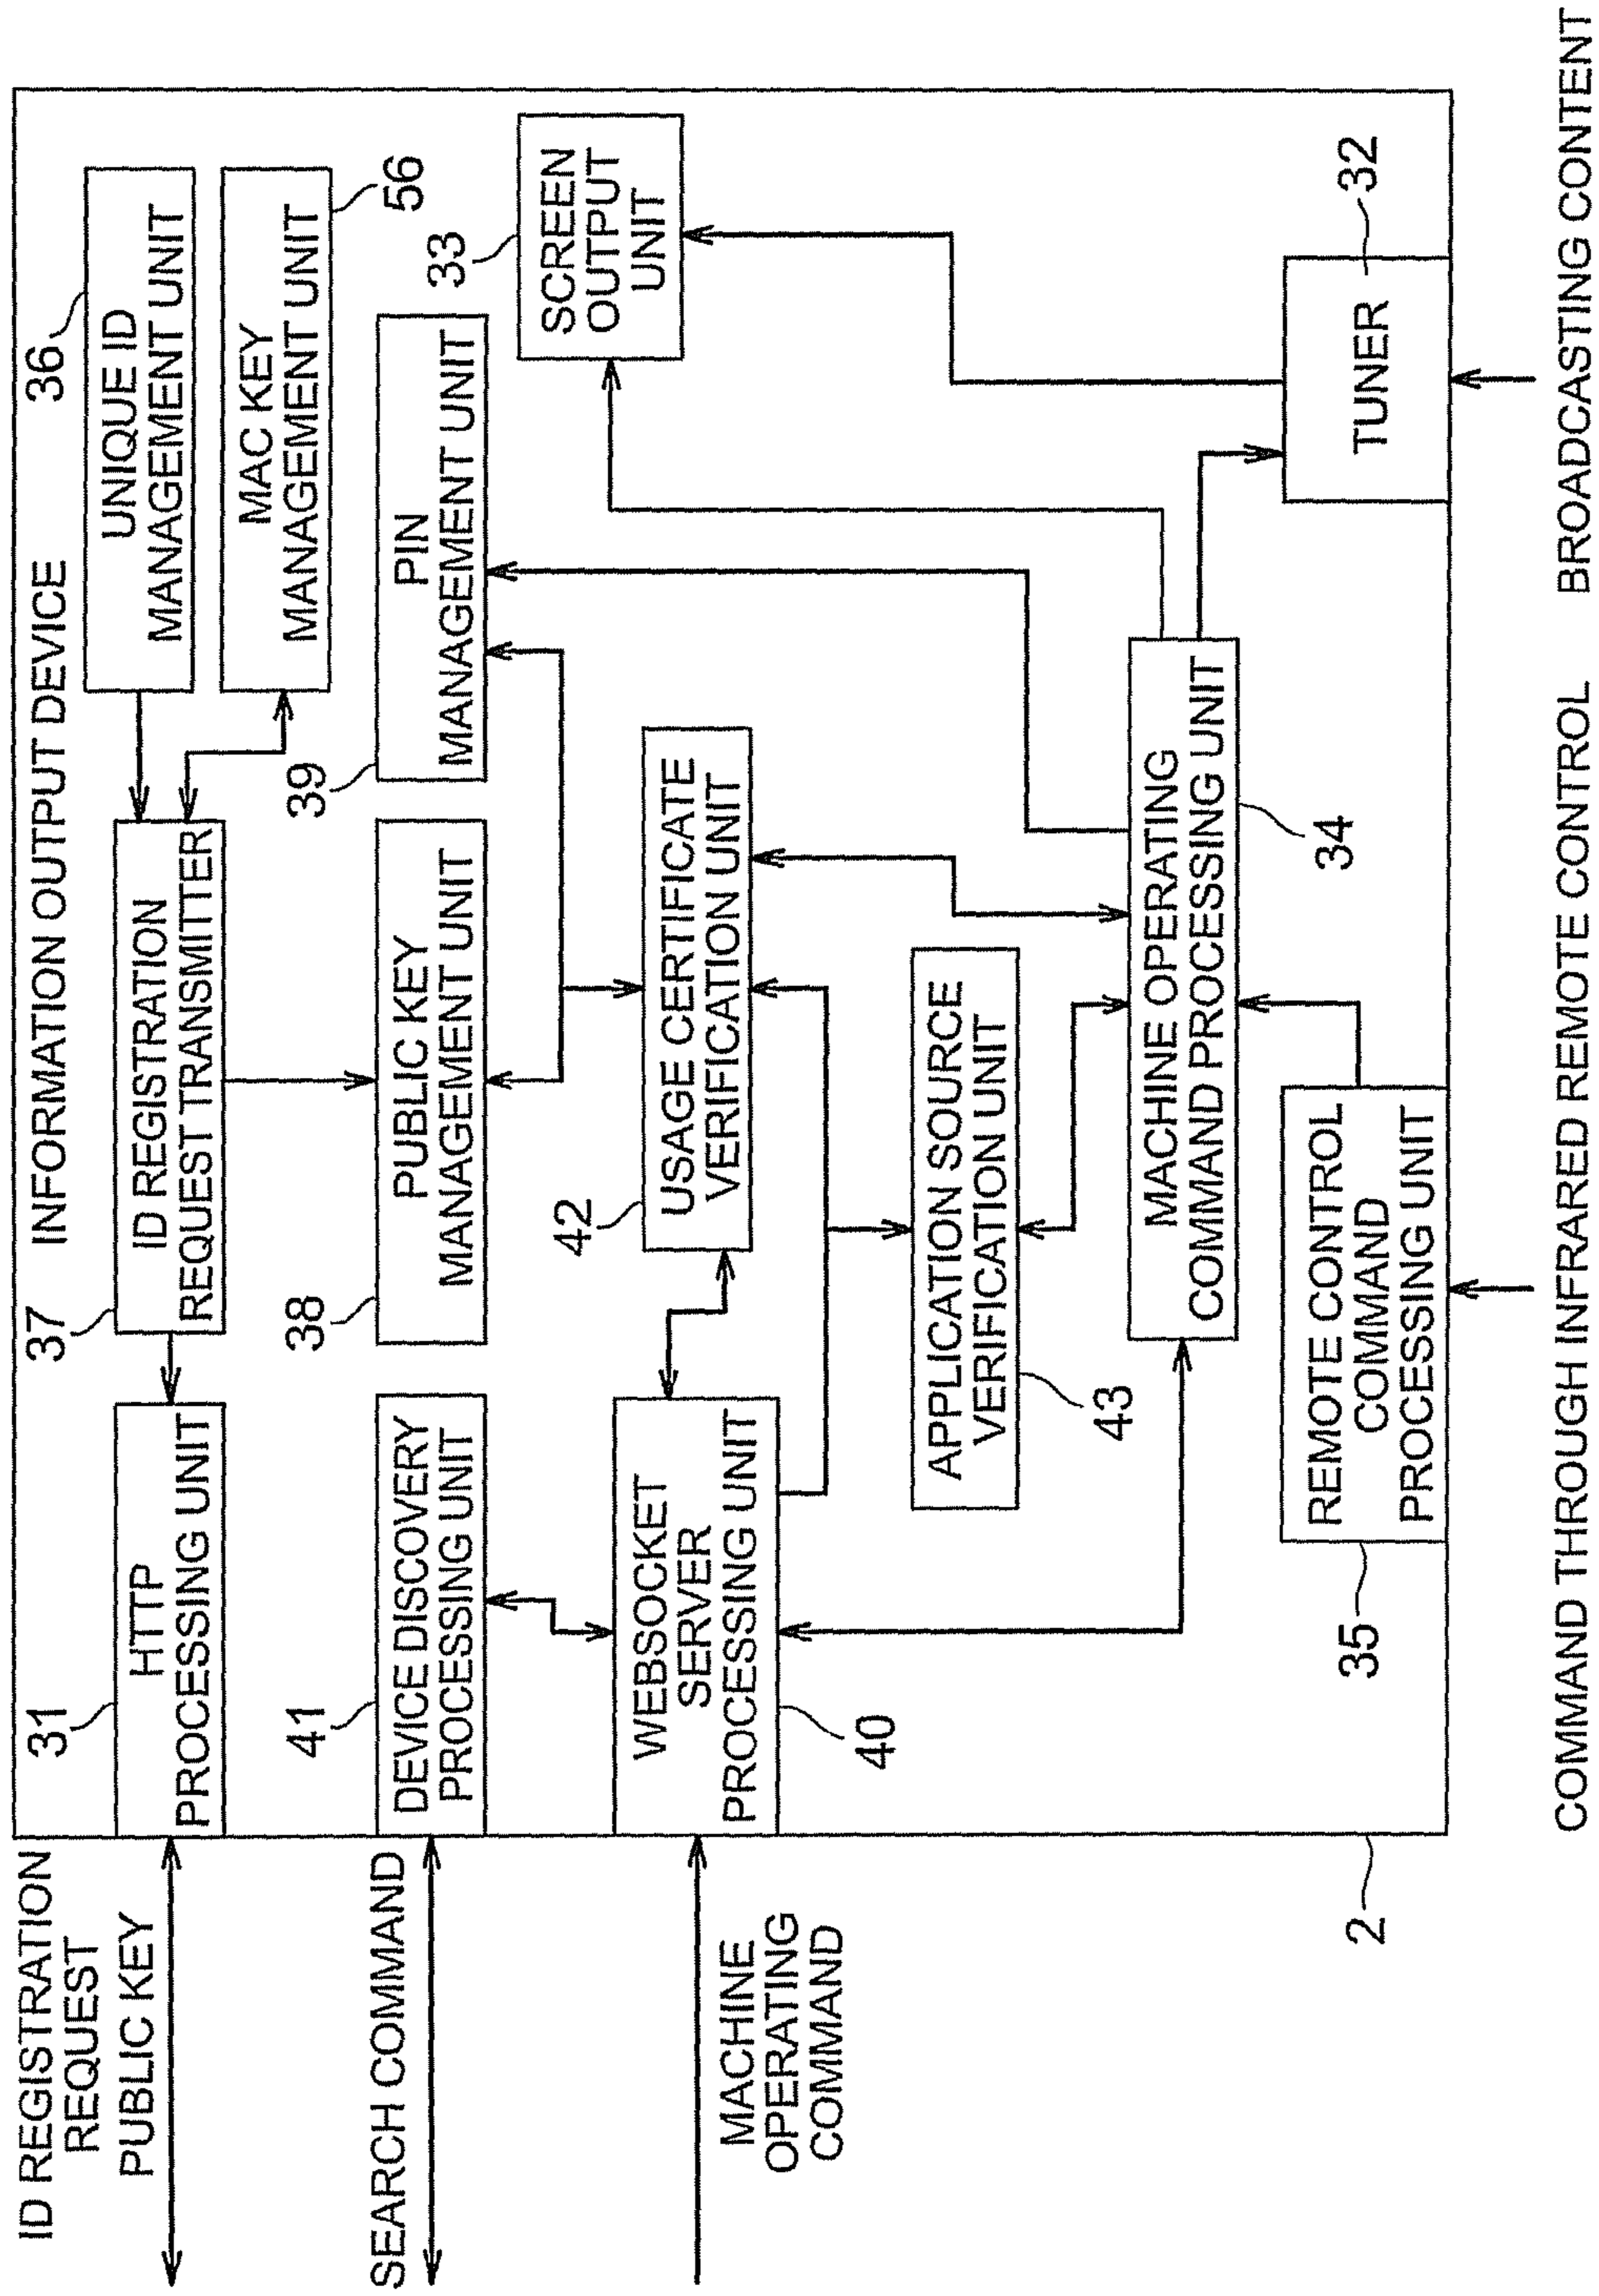 INFORMATION OUTPUT DEVICE
ID REGISTRATION
REQUEST
PUBLIC KEY
31
HTTP
PROCESSING UNIT
37
ID REGISTRATION
REQUEST TRANSMITTER
36
UNIQUE ID
MANAGEMENT UNIT
MAC KEY
MANAGEMENT UNIT
56
SEARCH COMMAND
41
DEVICE DISCOVERY
PROCESSING UNIT
38
PUBLIC KEY
MANAGEMENT UNIT
39
PIN
MANAGEMENT UNIT
33
SCREEN
OUTPUT
UNIT
MACHINE
OPERATING
COMMAND
WEBSOCKET
SERVER
PROCESSING UNIT
40
42
USAGE CERTIFICATE
VERIFICATION UNIT
APPLICATION SOURCE
VERIFICATION UNIT
43
MACHINE OPERATING
COMMAND PROCESSING UNIT
34
REMOTE CONTROL
COMMAND
PROCESSING UNIT
35
TUNER
32
2
COMMAND THROUGH INFRARED REMOTE CONTROL
BROADCASTING CONTENT